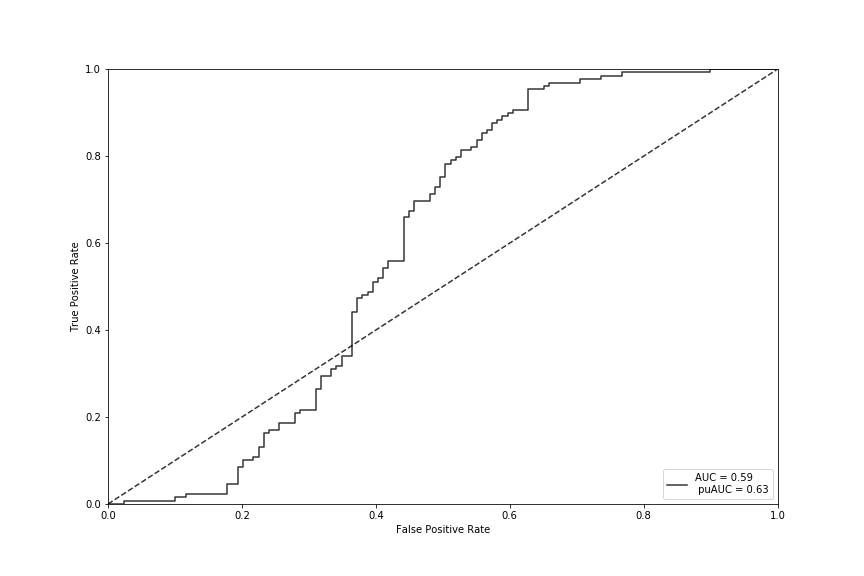 1.0
0.8
0.6
0.4
0.2
0.0
True Positive Rate
0.0 0.2 0.4 0.6 0.8 1.0
False Positive Rate
AUC = 0.59
puAUC = 0.63